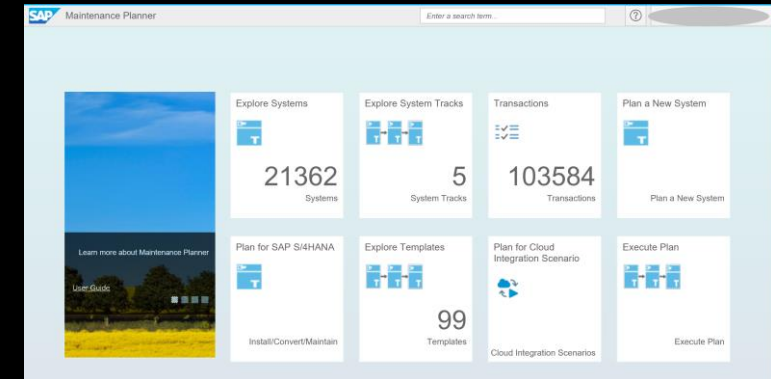 SAP Maintenance Planner
Enter a search term...
?
Learn more about Maintenance Planner
User Guide
Explore Systems
21362
Systems
Explore System Tracks
5
System Tracks
Transactions
103584
Transactions
Plan a New System
Plan a New System
Plan for SAP S/4HANA
Install/Convert/Maintain
Explore Templates
99
Templates
Plan for Cloud
Integration Scenario
Cloud Integration Scenarios
Execute Plan
Execute Plan